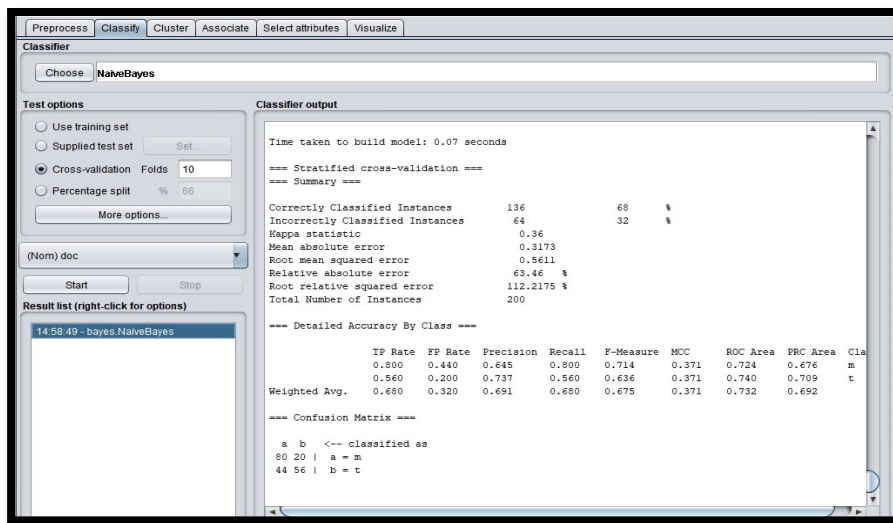 Preprocess Classify Cluster Associate Select attributes Visualize
Classifier
Choose NaiveBayes
Test options
Use training set
Supplied test set Set...
Cross-validation Folds 10
Percentage split % 66
More options...
(Nom) doc
Start Stop
Result list (right-click for options)
14:58:49 - bayes.NaiveBayes
Classifier output
Time taken to build model: 0.07 seconds
=== Stratified cross-validation ===
=== Summary ===
Correctly Classified Instances 136 68 %
Incorrectly Classified Instances 64 32 %
Kappa statistic 0.36
Mean absolute error 0.3173
Root mean squared error 0.5611
Relative absolute error 63.46 %
Root relative squared error 112.2175 %
Total Number of Instances 200
=== Detailed Accuracy By Class ===
TP Rate FP Rate Precision Recall F-Measure MCC ROC Area PRC Area Cla
0.800 0.440 0.645 0.800 0.714 0.371 0.724 0.676 m
0.560 0.200 0.737 0.560 0.636 0.371 0.740 0.709 t
Weighted Avg. 0.680 0.320 0.691 0.680 0.675 0.371 0.732 0.692
=== Confusion Matrix ===
a b <-- classified as
80 20 | a = m
44 56 | b = t